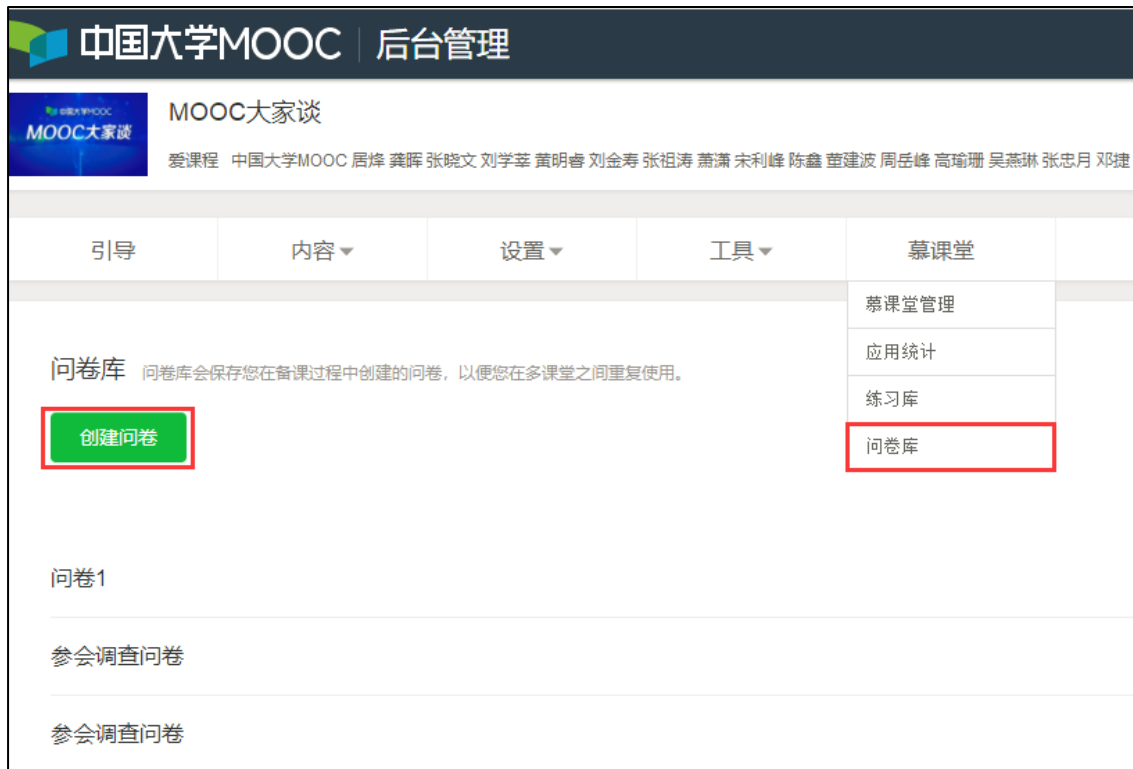 中国大学MOOC 后台管理
中国大学MOOC
MOOC大家谈
MOOC大家谈
爱课程 中国大学MOOC 居烽 龚晖 张晓文 刘学莘 黄明睿 刘金寿 张祖涛 萧潇 宋利峰 陈鑫 董建波 周岳峰 高瑜珊 吴燕琳 张忠月 邓捷
引导 内容 设置 工具 慕课堂
慕课堂管理
应用统计
练习库
问卷库
问卷库 问卷库会保存您在备课过程中创建的问卷，以便您在多课堂之间重复使用。
创建问卷
问卷1
参会调查问卷
参会调查问卷